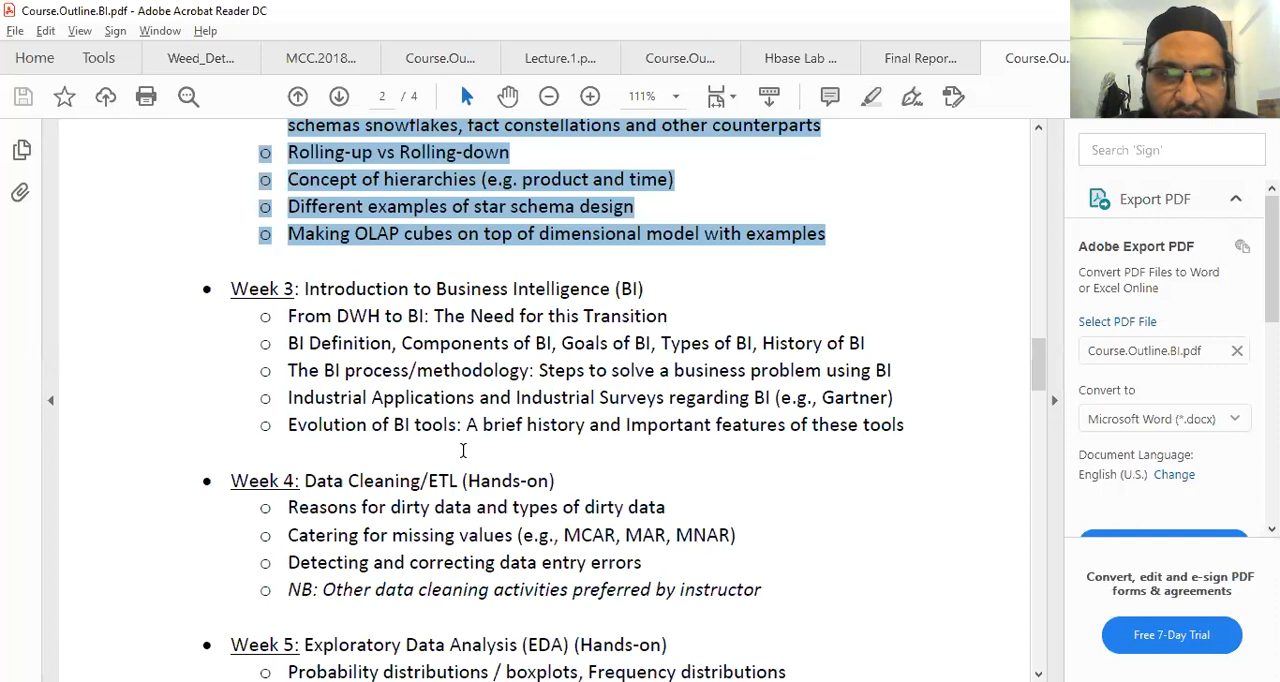 Course.Outline.BI.pdf - Adobe Acrobat Reader DC
File Edit View Sign Window Help
Home Tools Weed_Det... MCC.2018... Course.Ou... Lecture.1.p... Course.Ou... Hbase Lab ... Final Repor... Course.Ou
2 / 4 111%
schemas snowflakes, fact constellations and other counterparts
o Rolling-up vs Rolling-down
o Concept of hierarchies (e.g. product and time)
o Different examples of star schema design
o Making OLAP cubes on top of dimensional model with examples
• Week 3: Introduction to Business Intelligence (BI)
o From DWH to BI: The Need for this Transition
o BI Definition, Components of BI, Goals of BI, Types of BI, History of BI
o The BI process/methodology: Steps to solve a business problem using BI
o Industrial Applications and Industrial Surveys regarding BI (e.g., Gartner)
o Evolution of BI tools: A brief history and Important features of these tools
• Week 4: Data Cleaning/ETL (Hands-on)
o Reasons for dirty data and types of dirty data
o Catering for missing values (e.g., MCAR, MAR, MNAR)
o Detecting and correcting data entry errors
o NB: Other data cleaning activities preferred by instructor
• Week 5: Exploratory Data Analysis (EDA) (Hands-on)
o Probability distributions / boxplots, Frequency distributions
Search 'Sign'
Export PDF
Adobe Export PDF
Convert PDF Files to Word
or Excel Online
Select PDF File
Course.Outline.BI.pdf
Convert to
Microsoft Word (*.docx)
Document Language:
English (U.S.) Change
Convert, edit and e-sign PDF
forms & agreements
Free 7-Day Trial